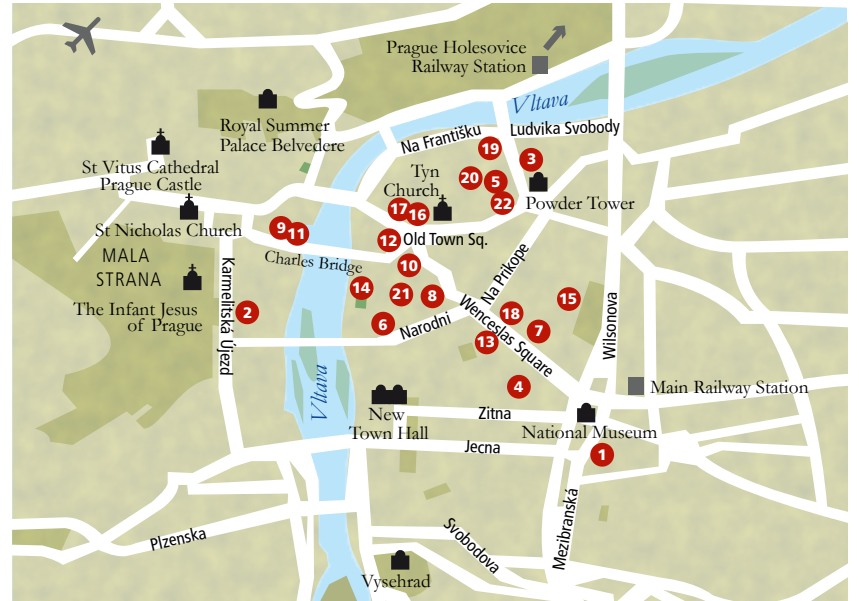 Prague Holesovice
Railway Station
Vltava
Royal Summer
Palace Belvedere
Na Františku
Ludvika Svobody
19
3
St Vitus Cathedral
Prague Castle
Tyn
Church
20
5
22
Powder Tower
17
16
St Nicholas Church
9
11
12
Old Town Sq.
MALA
STRANA
Charles Bridge
10
Na Prikope
The Infant Jesus
of Prague
Karmelitská
Újezd
2
14
21
8
15
Wilsonova
6
Narodni
Wenceslas Square
18
7
13
Vltava
4
Main Railway Station
New
Town Hall
Zitna
National Museum
Jecna
1
Plzenska
Svobodova
Mezibranská
Vysehrad